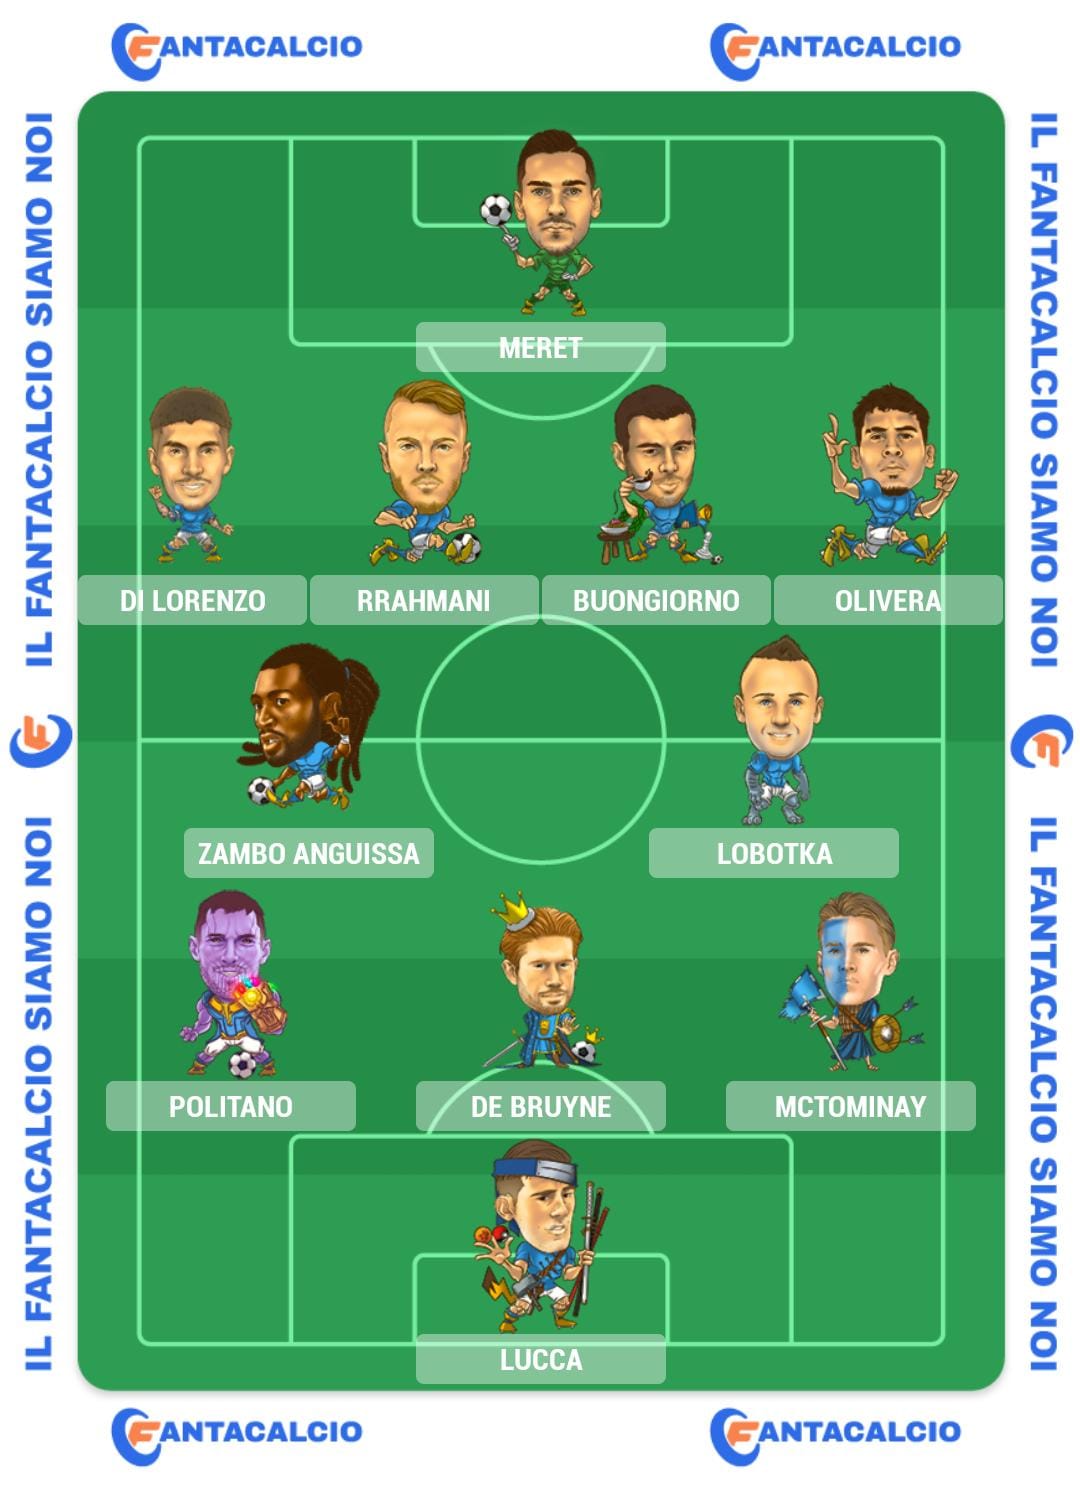 FANTACALCIO
FANTACALCIO
IL FANTACALCIO SIAMO NOI
IL FANTACALCIO SIAMO NOI
MERET
DI LORENZO
RRAHMANI
BUONGIORNO
OLIVERA
F
F
ZAMBO ANGUISSA
LOBOTKA
IL FANTACALCIO SIAMO NOI
IL FANTACALCIO SIAMO NOI
POLITANO
DE BRUYNE
MCTOMINAY
LUCCA
FANTACALCIO
FANTACALCIO